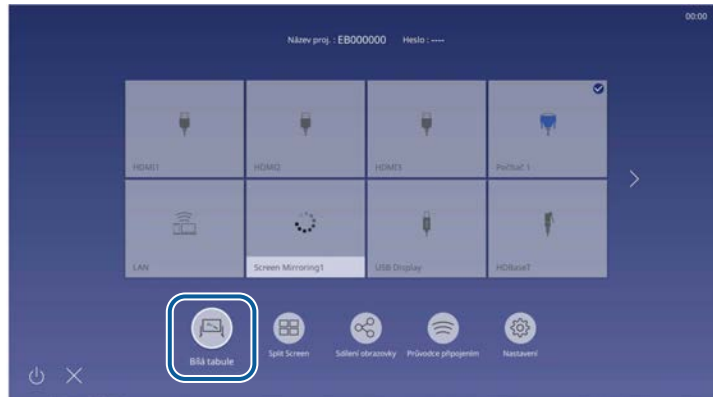 00:00
Název proj. : EB000000 Heslo : ----
HDMI1 HDMI2 HDMI3 Počítač 1
LAN Screen Mirroring1 USB Display HDBaseT
Bílá tabule Split Screen Sdílení obrazovky Průvodce připojením Nastavení